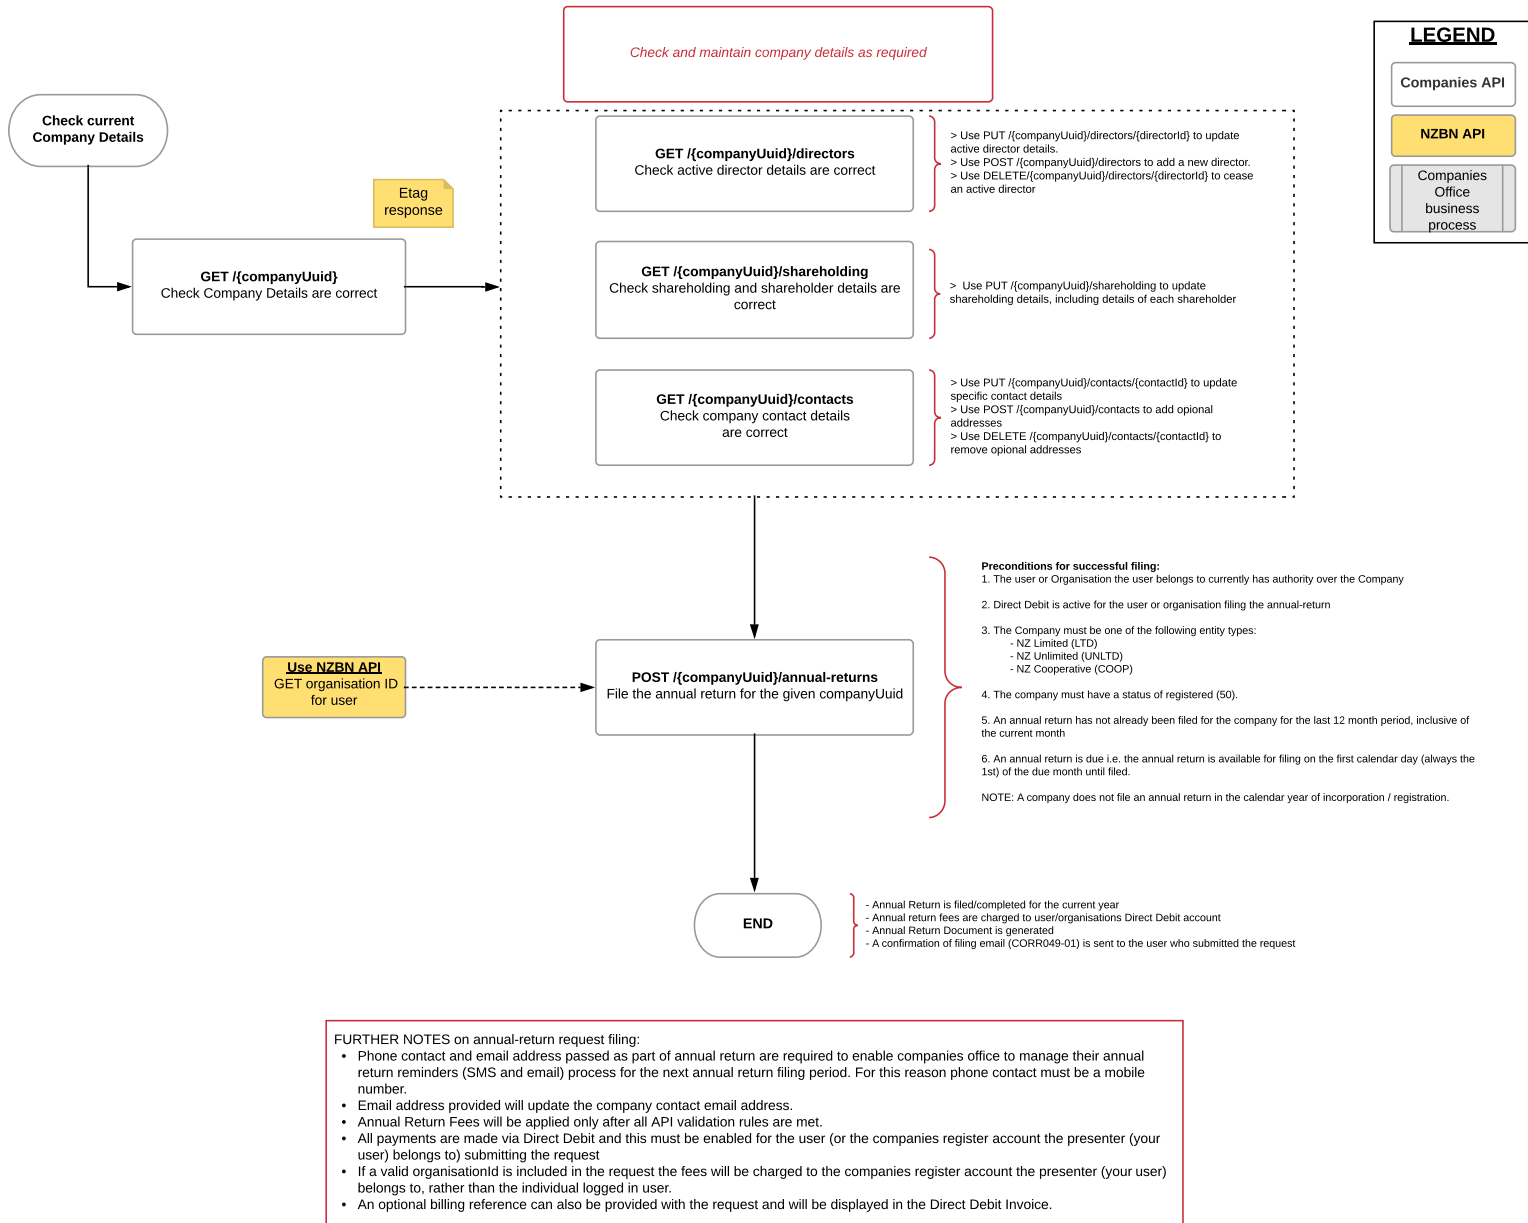 Check and maintain company details as required
LEGEND
Companies API
NZBN API
Companies
Office
business
process
Check current
Company Details
Etag
response
GET /{companyUuid}
Check Company Details are correct
GET /{companyUuid}/directors
Check active director details are correct
> Use PUT /{companyUuid}/directors/{directorId} to update
active director details.
> Use POST /{companyUuid}/directors to add a new director.
> Use DELETE/{companyUuid}/directors/{directorId} to cease
an active director
GET /{companyUuid}/shareholding
Check shareholding and shareholder details are
correct
>  Use PUT /{companyUuid}/shareholding to update
shareholding details, including details of each shareholder
GET /{companyUuid}/contacts
Check company contact details
are correct
> Use PUT /{companyUuid}/contacts/{contactId} to update
specific contact details
> Use POST /{companyUuid}/contacts to add opional
addresses
> Use DELETE /{companyUuid}/contacts/{contactId} to
remove opional addresses
Use NZBN API
GET organisation ID
for user
POST /{companyUuid}/annual-returns
File the annual return for the given companyUuid
Preconditions for successful filing:
1. The user or Organisation the user belongs to currently has authority over the Company
2. Direct Debit is active for the user or organisation filing the annual-return
3. The Company must be one of the following entity types:
- NZ Limited (LTD)
- NZ Unlimited (UNLTD)
- NZ Cooperative (COOP)
4. The company must have a status of registered (50).
5. An annual return has not already been filed for the company for the last 12 month period, inclusive of
the current month
6. An annual return is due i.e. the annual return is available for filing on the first calendar day (always the
1st) of the due month until filed.
NOTE: A company does not file an annual return in the calendar year of incorporation / registration.
END
- Annual Return is filed/completed for the current year
- Annual return fees are charged to user/organisations Direct Debit account
- Annual Return Document is generated
- A confirmation of filing email (CORR049-01) is sent to the user who submitted the request
FURTHER NOTES on annual-return request filing:
• Phone contact and email address passed as part of annual return are required to enable companies office to manage their annual
return reminders (SMS and email) process for the next annual return filing period. For this reason phone contact must be a mobile
number.
• Email address provided will update the company contact email address.
• Annual Return Fees will be applied only after all API validation rules are met.
• All payments are made via Direct Debit and this must be enabled for the user (or the companies register account the presenter (your
user) belongs to) submitting the request
• If a valid organisationId is included in the request the fees will be charged to the companies register account the presenter (your user)
belongs to, rather than the individual logged in user.
• An optional billing reference can also be provided with the request and will be displayed in the Direct Debit Invoice.